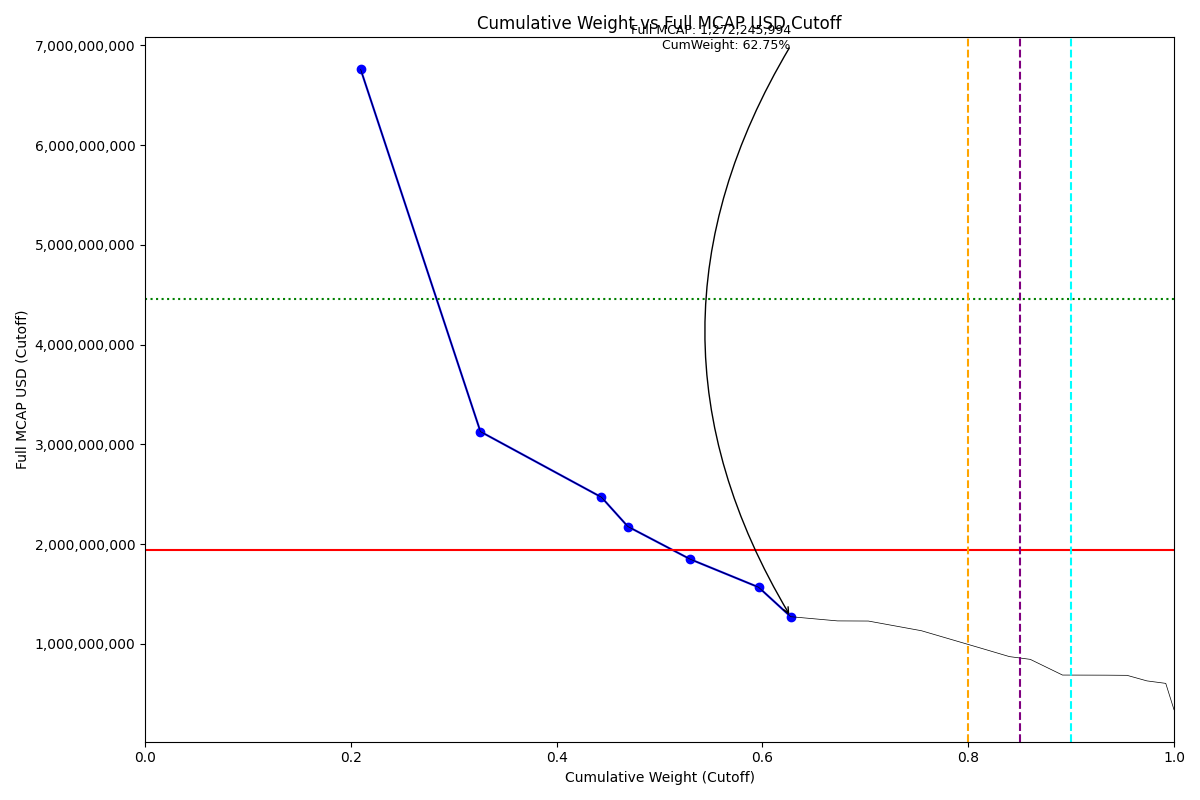 Cumulative Weight vs Full MCAP USD Cutoff
Full MCAP: 1,272,245,994
CumWeight: 62.75%
7,000,000,000
6,000,000,000
5,000,000,000
4,000,000,000
3,000,000,000
2,000,000,000
1,000,000,000
Full MCAP USD (Cutoff)
0.0
0.2
0.4
0.6
0.8
1.0
Cumulative Weight (Cutoff)